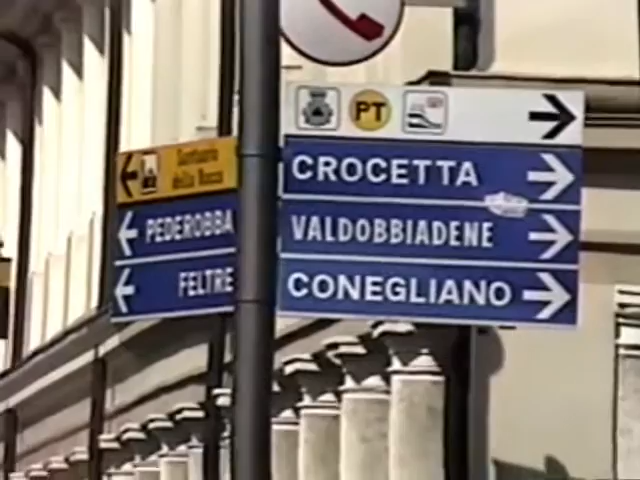 PT
CROCETTA
VALDOBBIADENE
CONEGLIANO
Santuario
della Rocca
PEDEROBBA
FELTRE